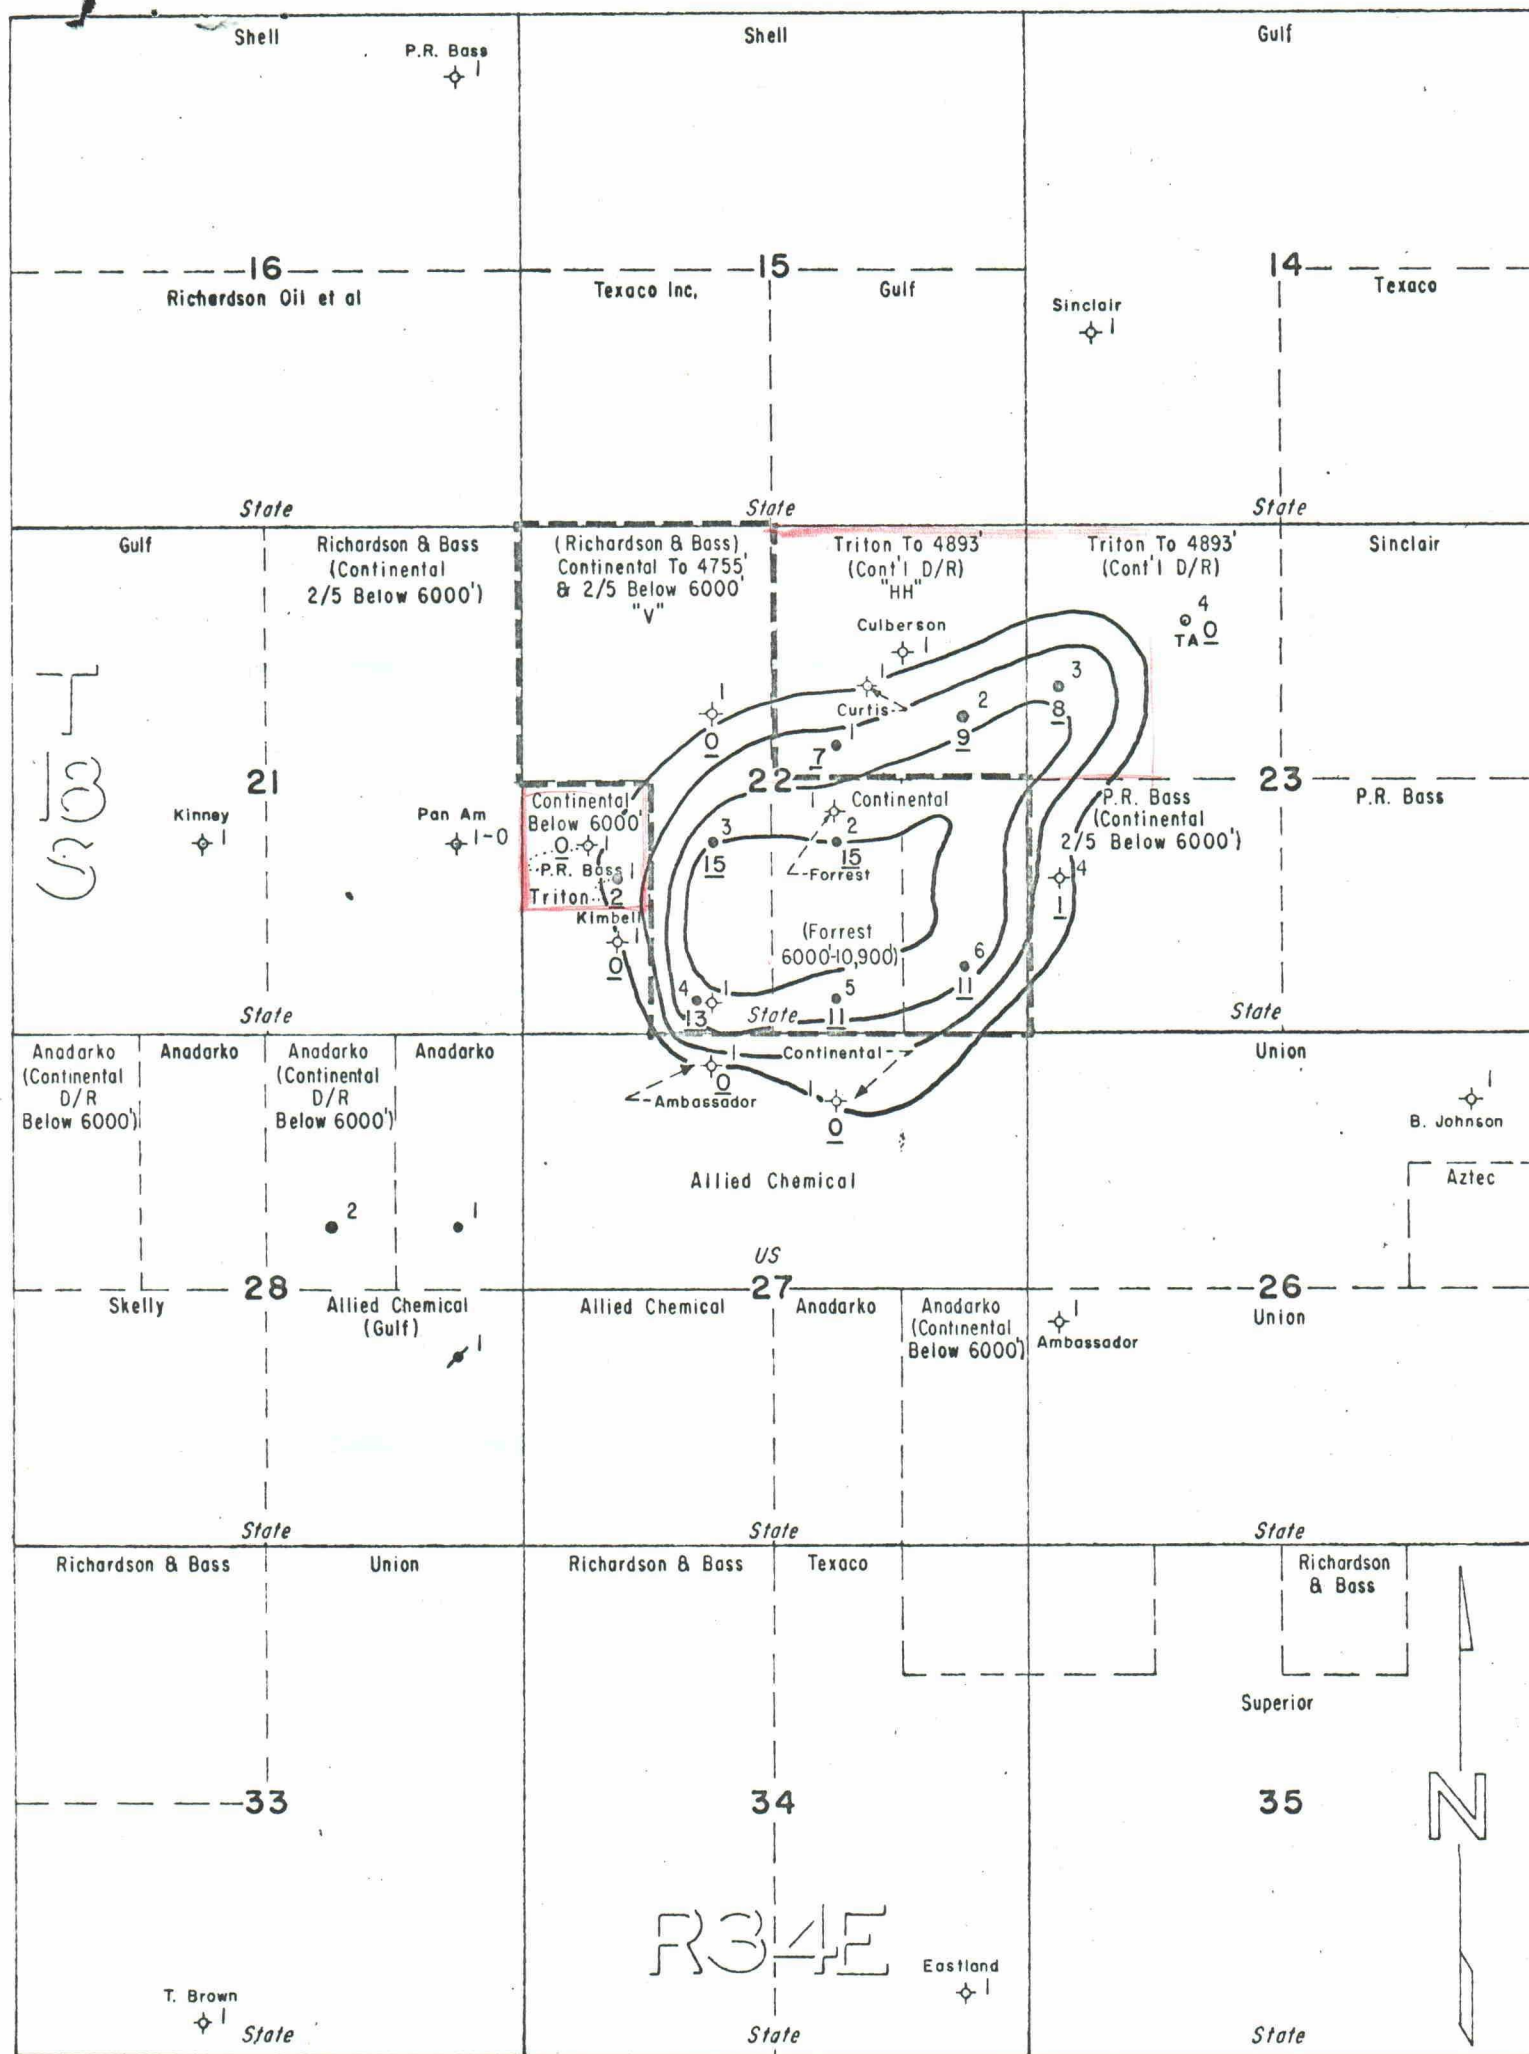 Shell
P.R. Bass
1
Shell
Gulf
16
Richardson Oil et al
15
Texaco Inc,
Gulf
14
Texaco
Sinclair
1
State
State
State
Gulf
Richardson & Bass
(Continental
2/5 Below 6000')
(Richardson & Bass)
Continental To 4755'
& 2/5 Below 6000'
"V"
Triton To 4893'
(Cont'l D/R)
"HH"
Triton To 4893'
(Cont'l D/R)
Sinclair
4
TA 0
Culberson
1
1
Curtis
1
0
1
7
2
9
3
8
T
18
S
21
22
23
Kinney
1
Pan Am
1-0
Continental
Below 6000'
0
1
P.R. Bass
1
Triton
2
Kimbell
1
0
3
15
1
Continental
2
15
Forrest
(Forrest
6000'-10,900')
P.R. Bass
(Continental
2/5 Below 6000')
P.R. Bass
4
1
4
1
13
5
11
6
11
State
State
State
Anadarko
(Continental
D/R
Below 6000')
Anadarko
Anadarko
(Continental
D/R
Below 6000')
Anadarko
1
0
Ambassador
Continental
1
0
Union
1
B. Johnson
Aztec
Allied Chemical
2
1
US
28
Skelly
Allied Chemical
(Gulf)
1
27
Allied Chemical
Anadarko
Anadarko
(Continental
Below 6000')
26
Union
1
Ambassador
State
State
State
Richardson & Bass
Union
Richardson & Bass
Texaco
Richardson
& Bass
Superior
33
34
35
N
R34E
T. Brown
1
Eastland
1
State
State
State